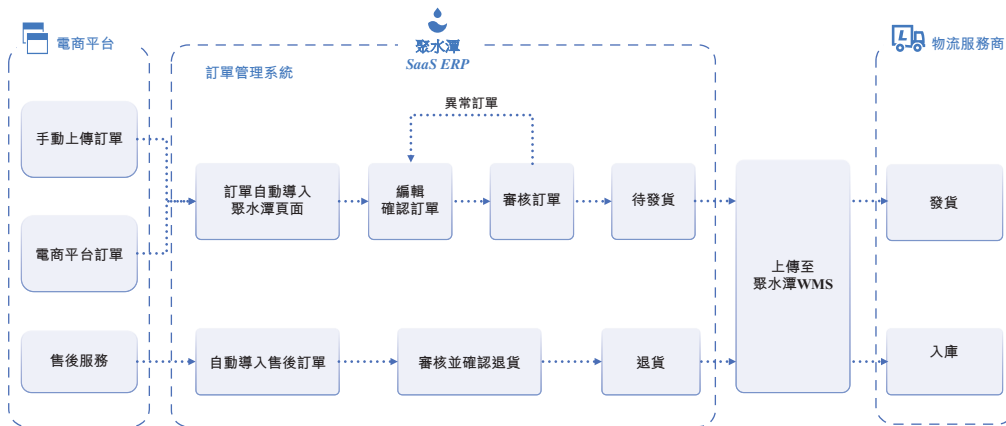 電商平台
聚水潭
SaaS ERP
物流服務商
訂單管理系統
異常訂單
手動上傳訂單
訂單自動導入
聚水潭頁面
編輯
確認訂單
審核訂單
待發貨
發貨
電商平台訂單
上傳至
聚水潭WMS
售後服務
自動導入售後訂單
審核並確認退貨
退貨
入庫